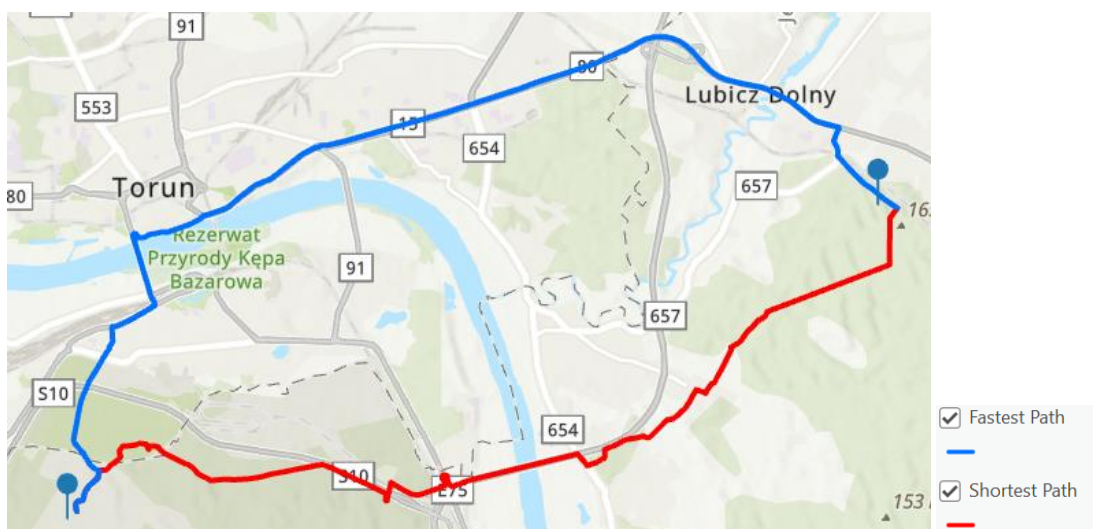 91
553
80
Torun
Rezerwat
Przyrody Kępa
Bazarowa
15
80
654
Lubicz Dolny
657
91
657
S10
654
S10
E75
153
Fastest Path
Shortest Path